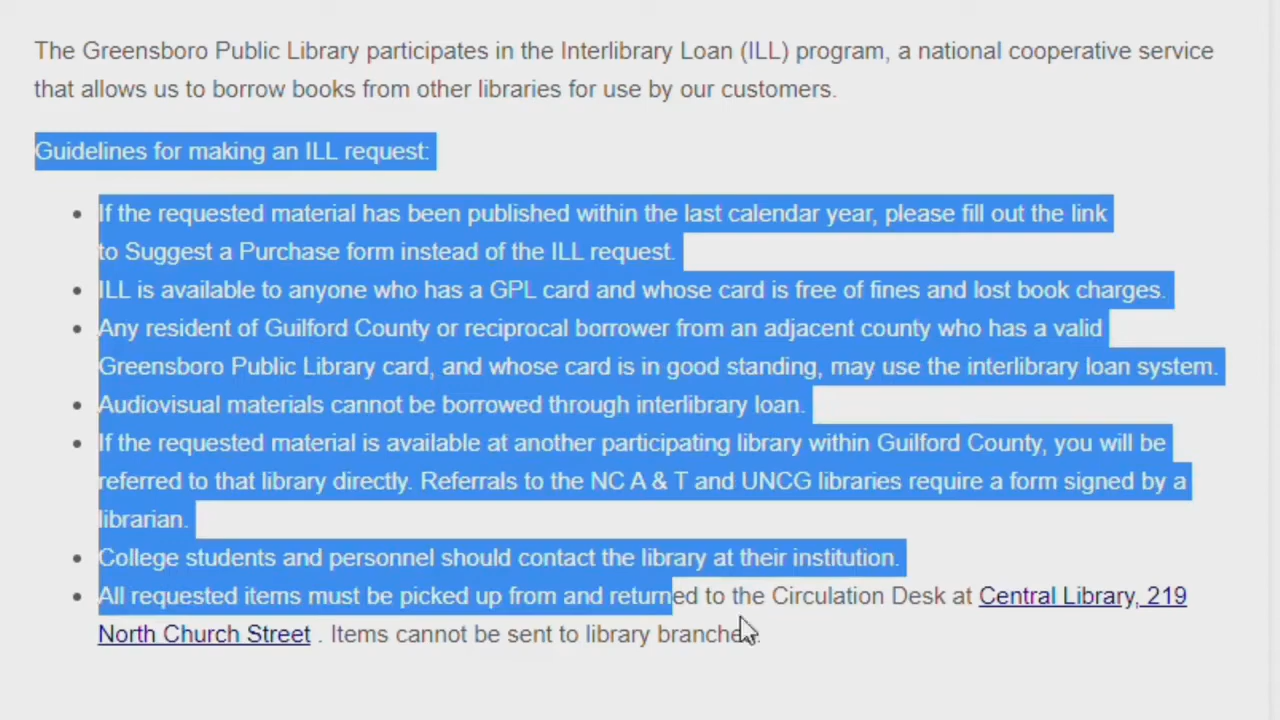 The Greensboro Public Library participates in the Interlibrary Loan (ILL) program, a national cooperative service
that allows us to borrow books from other libraries for use by our customers.
Guidelines for making an ILL request:
If the requested material has been published within the last calendar year, please fill out the link
to Suggest a Purchase form instead of the ILL request.
ILL is available to anyone who has a GPL card and whose card is free of fines and lost book charges.
Any resident of Guilford County or reciprocal borrower from an adjacent county who has a valid
Greensboro Public Library card, and whose card is in good standing, may use the interlibrary loan system.
Audiovisual materials cannot be borrowed through interlibrary loan.
If the requested material is available at another participating library within Guilford County, you will be
referred to that library directly. Referrals to the NC A & T and UNCG libraries require a form signed by a
librarian.
College students and personnel should contact the library at their institution.
All requested items must be picked up from and returned to the Circulation Desk at Central Library, 219
North Church Street . Items cannot be sent to library branches.